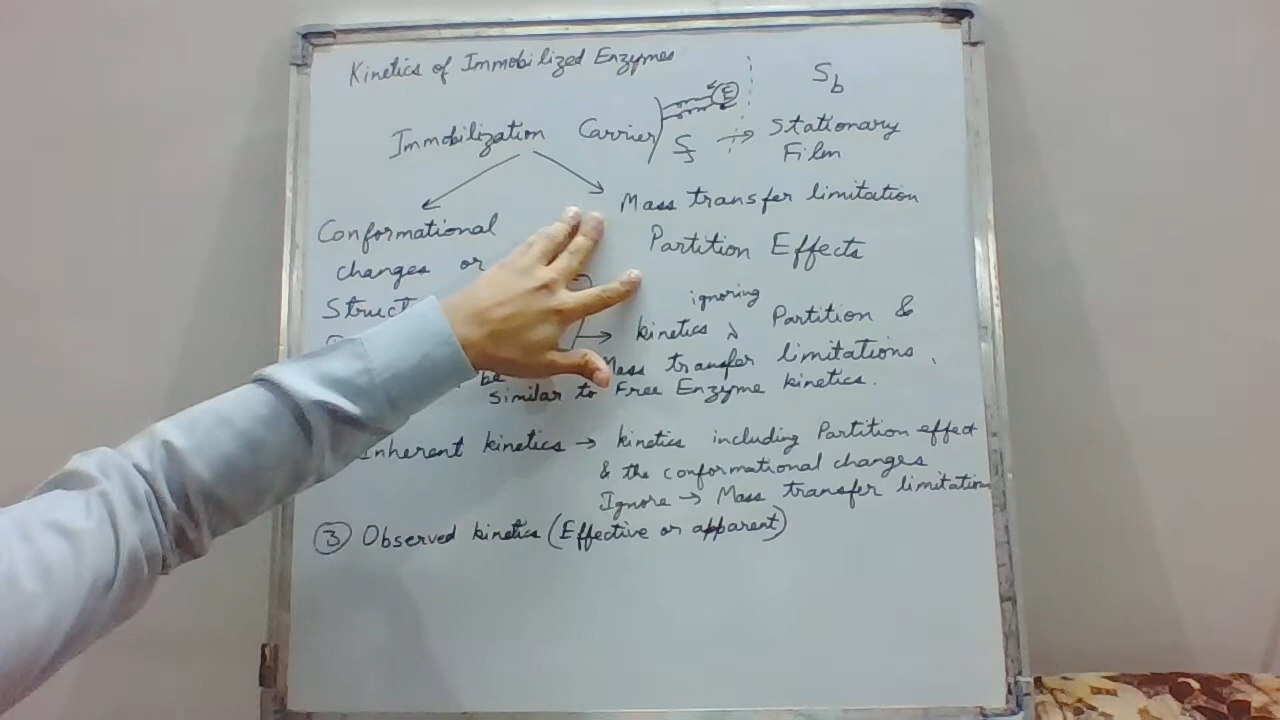 Kinetics of Immobilized Enzymes
E
Sb
Immobilization
Carrier
Sf → Stationary
Film
Mass transfer limitation
Partition Effects
Conformational
changes or
Struct
ignoring
→ kinetics λ Partition &
Mass transfer limitations.
be
similar to Free Enzyme kinetics.
Inherent kinetics → kinetics including Partition effect
& the conformational changes
Ignore → Mass transfer limitation
③ Observed kinetics (Effective or apparent)